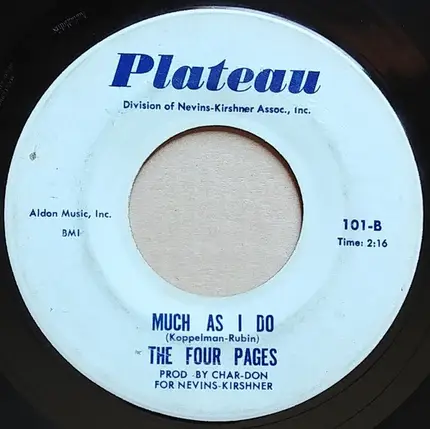 Plateau
Division of Nevins-Kirshner Assoc., Inc.
Aldon Music, Inc.
BMI
101-B
Time: 2:16
MUCH AS I DO
(Koppelman-Rubin)
THE FOUR PAGES
PROD BY CHAR-DON
FOR NEVINS-KIRSHNER